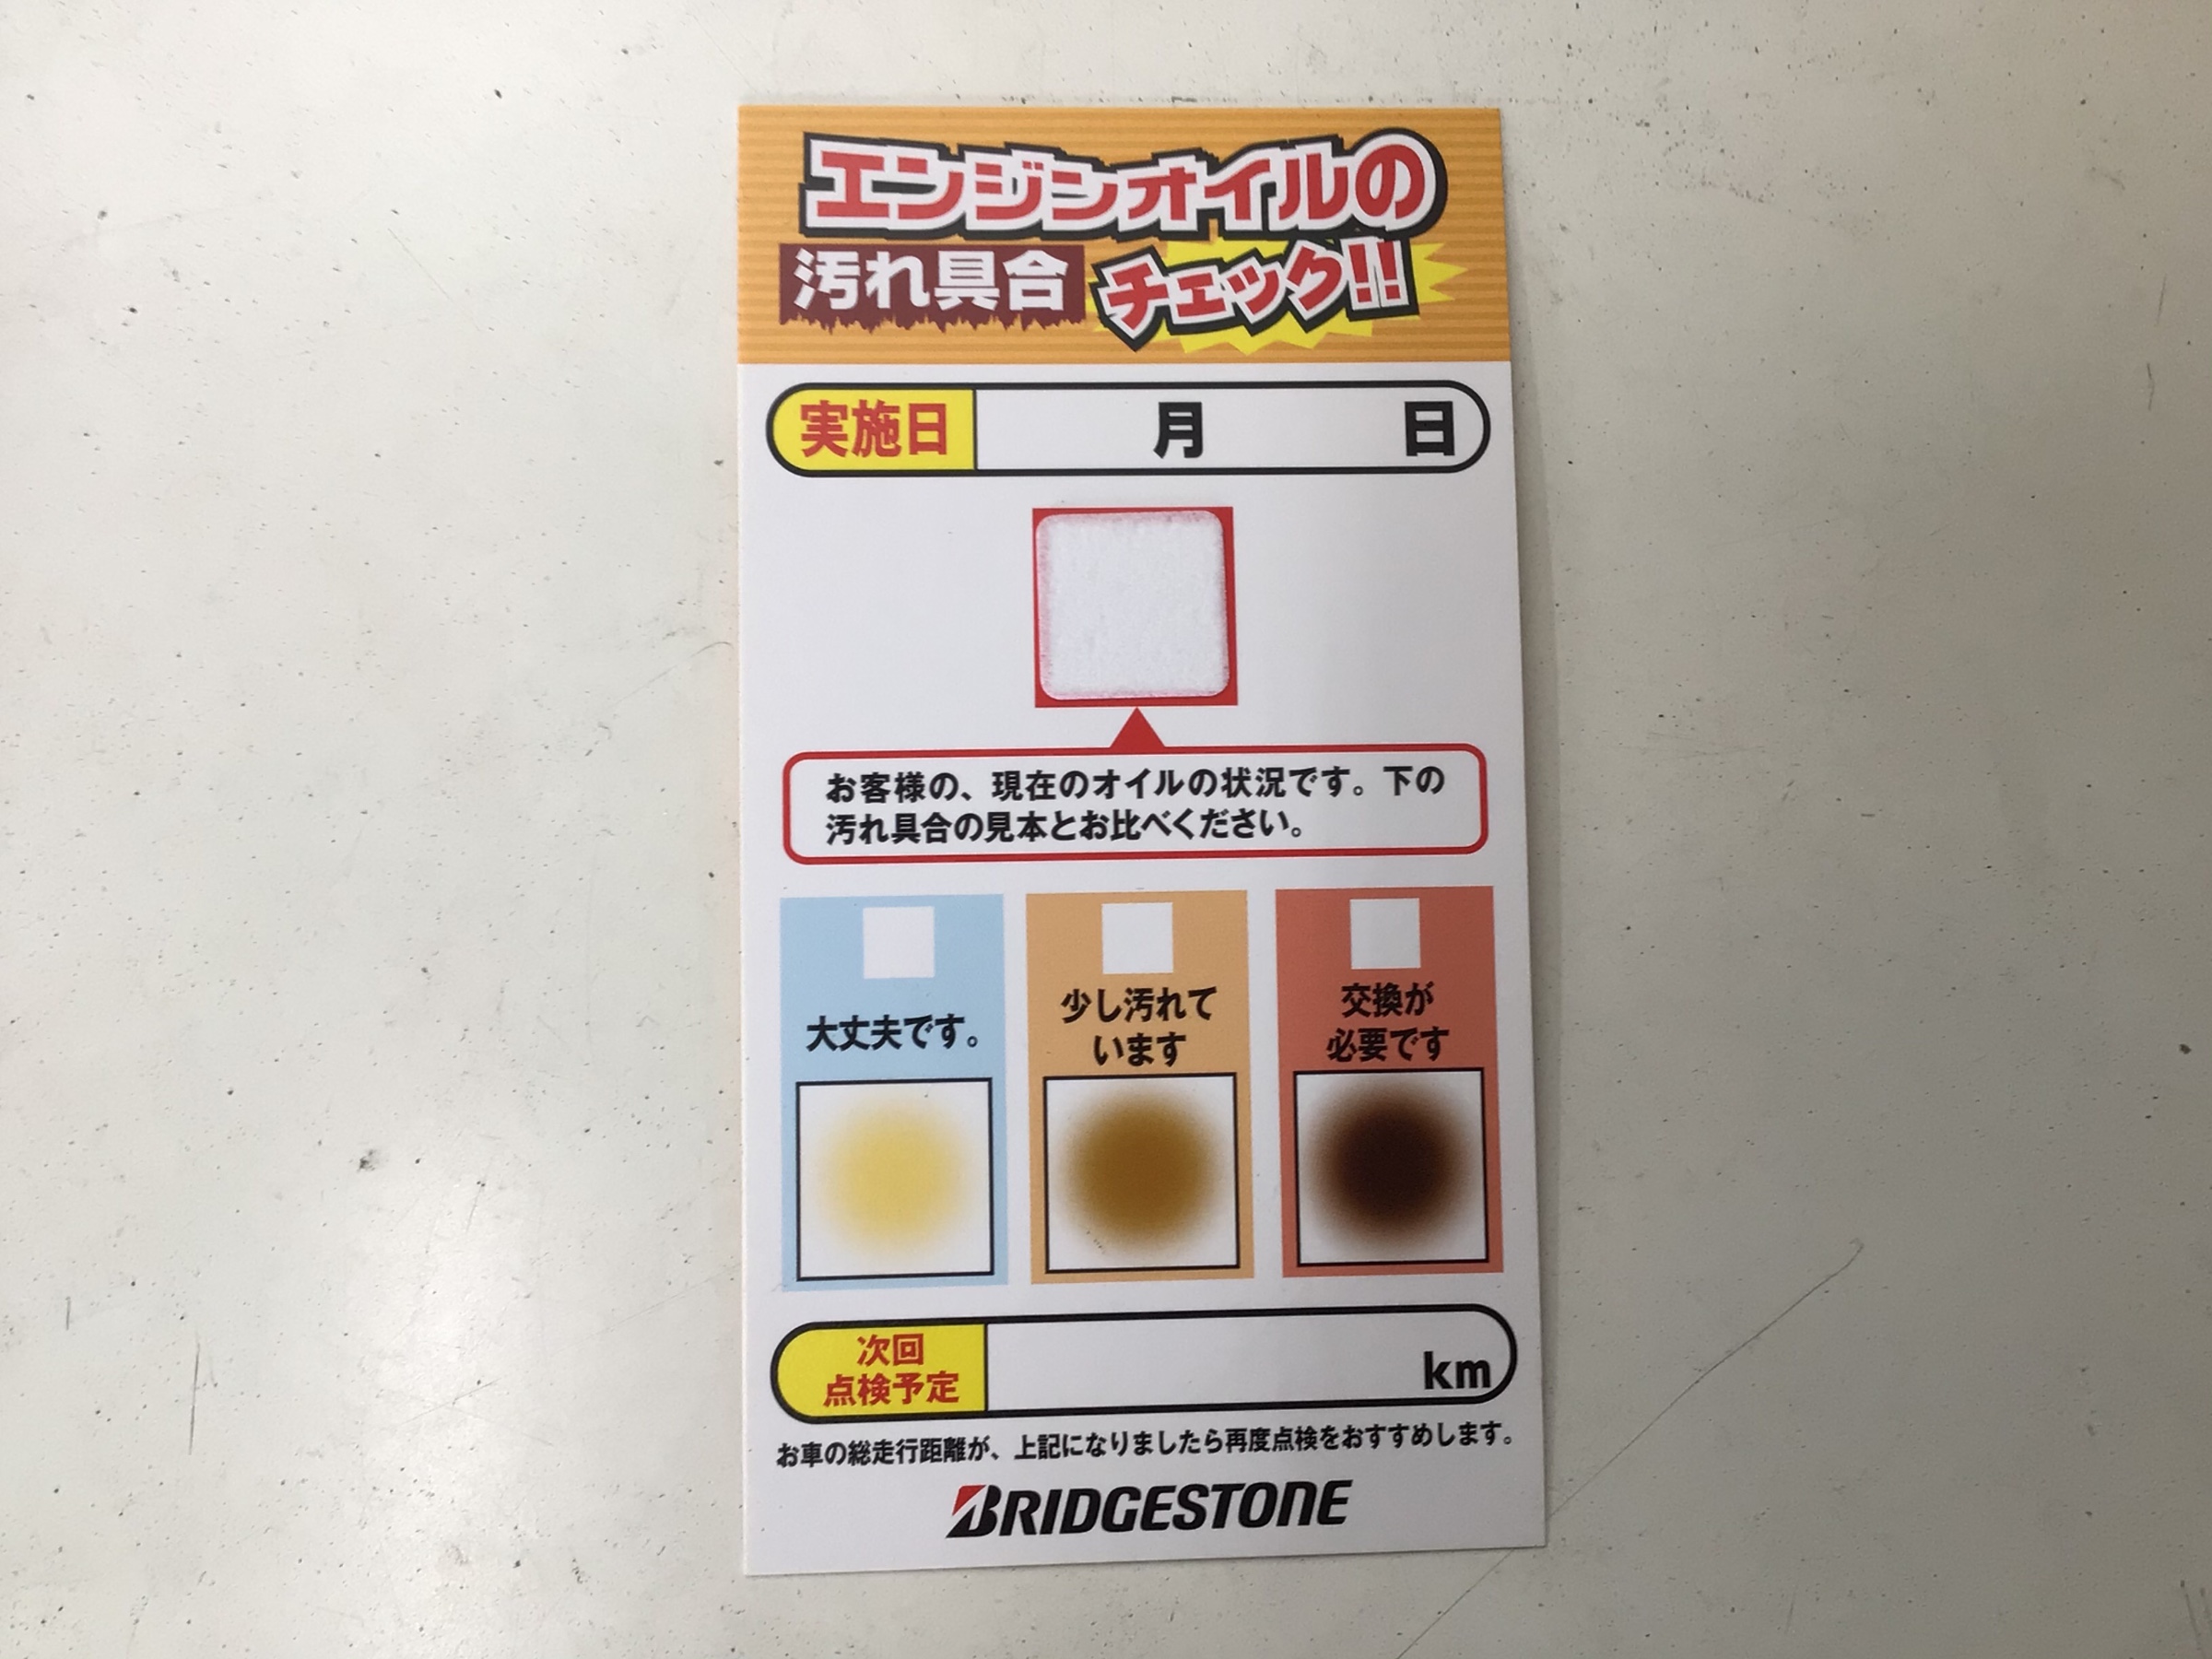 エンジンオイルの
汚れ具合 チェック!!
実施日 月 日
お客様の、現在のオイルの状況です。下の
汚れ具合の見本とお比べください。
大丈夫です。
少し汚れて
います
交換が
必要です
次回
点検予定
km
お車の総走行距離が、上記になりましたら再度点検をおすすめします。
BRIDGESTONE